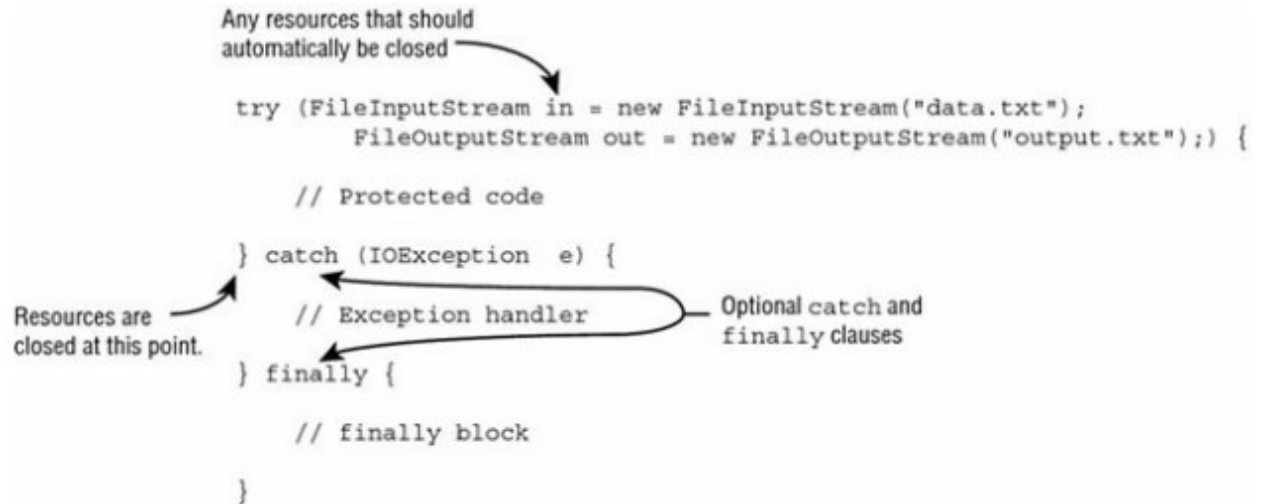 Any resources that should
automatically be closed
try (FileInputStream in = new FileInputStream("data.txt");
FileOutputStream out = new FileOutputStream("output.txt");) {
// Protected code
} catch (IOException  e) {
Resources are
closed at this point.
// Exception handler
Optional catch and
finally clauses
} finally {
// finally block
}